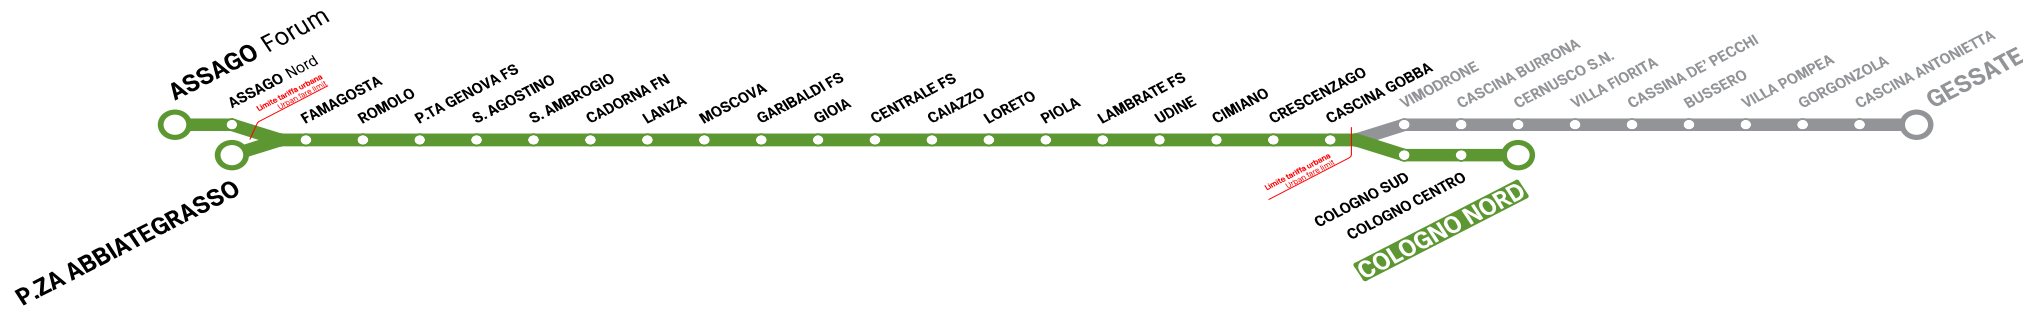 ASSAGO Forum
ASSAGO Nord
Limite tariffa urbana
Urban fare limit
P.ZA ABBIATEGRASSO
FAMAGOSTA
ROMOLO
P.TA GENOVA FS
S. AGOSTINO
S. AMBROGIO
CADORNA FN
LANZA
MOSCOVA
GARIBALDI FS
GIOIA
CENTRALE FS
CAIAZZO
LORETO
PIOLA
LAMBRATE FS
UDINE
CIMIANO
CRESCENZAGO
CASCINA GOBBA
Limite tariffa urbana
Urban fare limit
VIMODRONE
CASCINA BURRONA
CERNUSCO S.N.
VILLA FIORITA
CASSINA DE' PECCHI
BUSSERO
VILLA POMPEA
GORGONZOLA
CASCINA ANTONIETTA
GESSATE
COLOGNO SUD
COLOGNO CENTRO
COLOGNO NORD